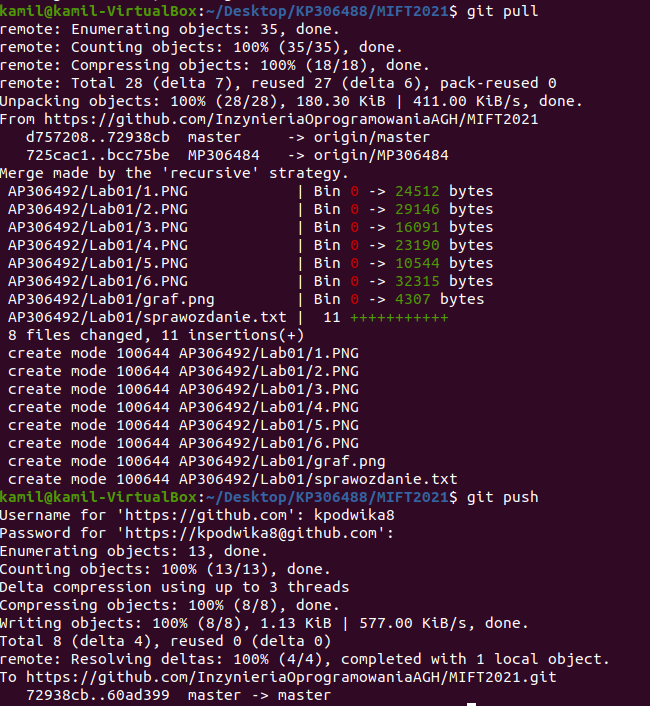 kamil@kamil-VirtualBox:~/Desktop/KP306488/MIFT2021$ git pull
remote: Enumerating objects: 35, done.
remote: Counting objects: 100% (35/35), done.
remote: Compressing objects: 100% (18/18), done.
remote: Total 28 (delta 7), reused 27 (delta 6), pack-reused 0
Unpacking objects: 100% (28/28), 180.30 KiB | 411.00 KiB/s, done.
From https://github.com/InzynieriaOprogramowaniaAGH/MIFT2021
   d757208..72938cb  master     -> origin/master
   725cac1..bcc75be  MP306484   -> origin/MP306484
Merge made by the 'recursive' strategy.
 AP306492/Lab01/1.PNG           | Bin 0 -> 24512 bytes
 AP306492/Lab01/2.PNG           | Bin 0 -> 29146 bytes
 AP306492/Lab01/3.PNG           | Bin 0 -> 16091 bytes
 AP306492/Lab01/4.PNG           | Bin 0 -> 23190 bytes
 AP306492/Lab01/5.PNG           | Bin 0 -> 10544 bytes
 AP306492/Lab01/6.PNG           | Bin 0 -> 32315 bytes
 AP306492/Lab01/graf.png        | Bin 0 -> 4307 bytes
 AP306492/Lab01/sprawozdanie.txt |  11 +++++++++++
 8 files changed, 11 insertions(+)
 create mode 100644 AP306492/Lab01/1.PNG
 create mode 100644 AP306492/Lab01/2.PNG
 create mode 100644 AP306492/Lab01/3.PNG
 create mode 100644 AP306492/Lab01/4.PNG
 create mode 100644 AP306492/Lab01/5.PNG
 create mode 100644 AP306492/Lab01/6.PNG
 create mode 100644 AP306492/Lab01/graf.png
 create mode 100644 AP306492/Lab01/sprawozdanie.txt
kamil@kamil-VirtualBox:~/Desktop/KP306488/MIFT2021$ git push
Username for 'https://github.com': kpodwika8
Password for 'https://kpodwika8@github.com':
Enumerating objects: 13, done.
Counting objects: 100% (13/13), done.
Delta compression using up to 3 threads
Compressing objects: 100% (8/8), done.
Writing objects: 100% (8/8), 1.13 KiB | 577.00 KiB/s, done.
Total 8 (delta 4), reused 0 (delta 0)
remote: Resolving deltas: 100% (4/4), completed with 1 local object.
To https://github.com/InzynieriaOprogramowaniaAGH/MIFT2021.git
   72938cb..60ad399  master -> master